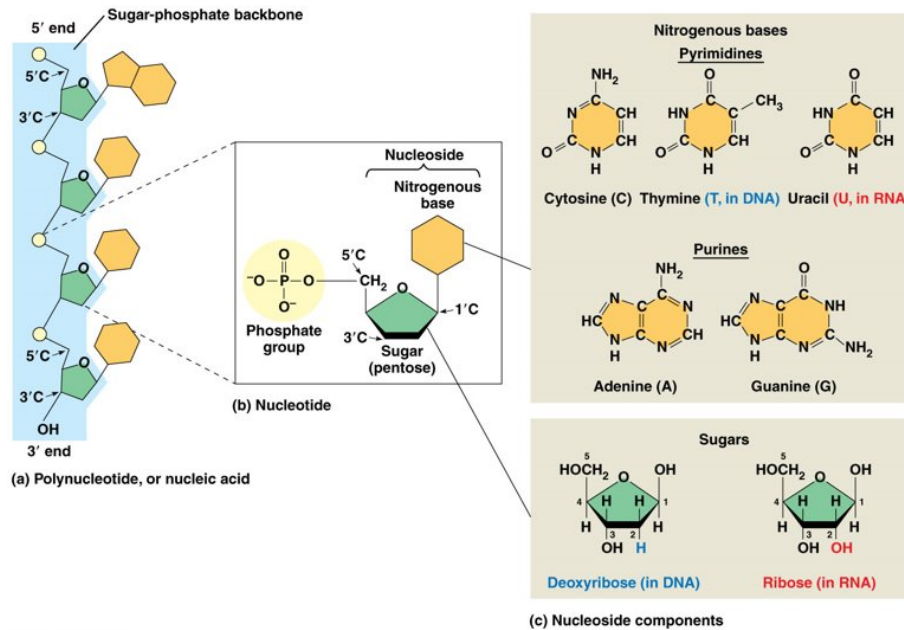 Sugar-phosphate backbone
5′ end
5′C
O
3′C
O
O
5′C
O
3′C
OH
3′ end
(a) Polynucleotide, or nucleic acid
Nucleoside
Nitrogenous
base
O
⁻O P O
O⁻
Phosphate
group
5′C
CH₂
O
1′C
3′C
Sugar
(pentose)
(b) Nucleotide
Nitrogenous bases
Pyrimidines
NH₂
N C CH
O C CH
N
H
O
HN C C CH₃
O C CH
N
H
O
HN C CH
O C CH
N
H
Cytosine (C) Thymine (T, in DNA) Uracil (U, in RNA
Purines
NH₂
N C C N
HC
N C N CH
H
O
N C C NH
HC
N C N C NH₂
H
Adenine (A)
Guanine (G)
Sugars
5
HOCH₂ O OH
4 H H 1
H 3 2 H
OH H
5
HOCH₂ O OH
4 H H 1
H 3 2 H
OH OH
Deoxyribose (in DNA)
Ribose (in RNA)
(c) Nucleoside components